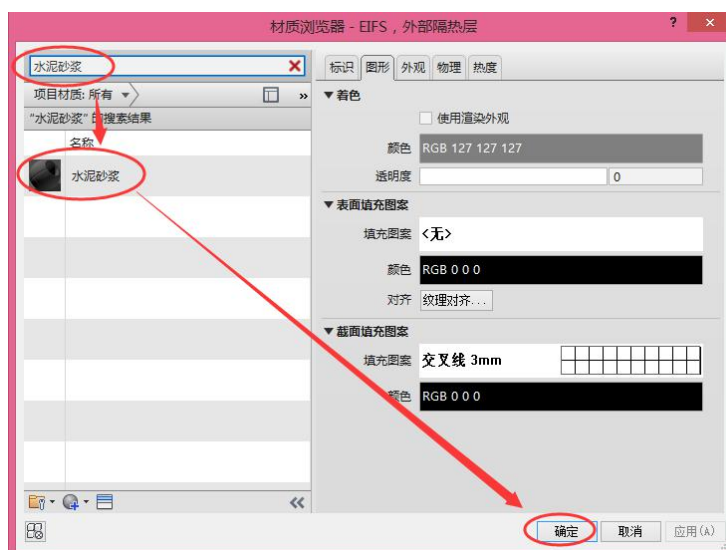 材质浏览器 - EIFS，外部隔热层 ? ×
水泥砂浆
标识 图形 外观 物理 热度
项目材质: 所有
»
▼着色
"水泥砂浆"的搜索结果
使用渲染外观
名称
颜色 RGB 127 127 127
水泥砂浆
透明度 0
▼表面填充图案
填充图案 <无>
颜色 RGB 0 0 0
对齐 纹理对齐...
▼截面填充图案
填充图案 交叉线 3mm
颜色 RGB 0 0 0
«
确定 取消 应用(A)